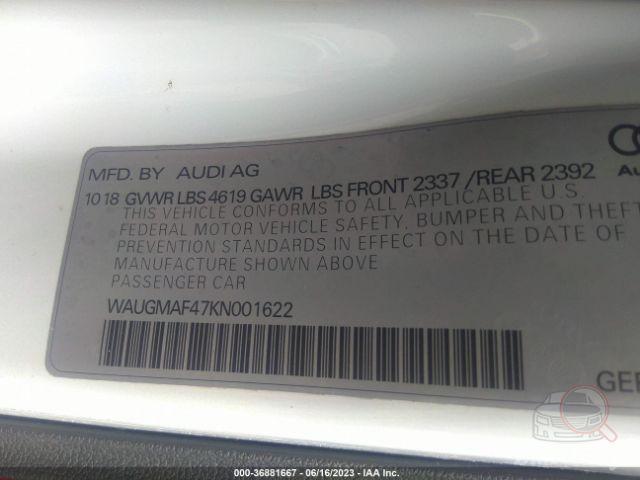 MFD. BY AUDI AG
10 18 GVWR LBS 4619 GAWR LBS FRONT 2337 /REAR 2392
THIS VEHICLE CONFORMS TO ALL APPLICABLE U.S.
FEDERAL MOTOR VEHICLE SAFETY, BUMPER AND THEFT
PREVENTION STANDARDS IN EFFECT ON THE DATE OF
MANUFACTURE SHOWN ABOVE
PASSENGER CAR
WAUGMAF47KN001622
000-36881667 - 06/16/2023 - IAA Inc.